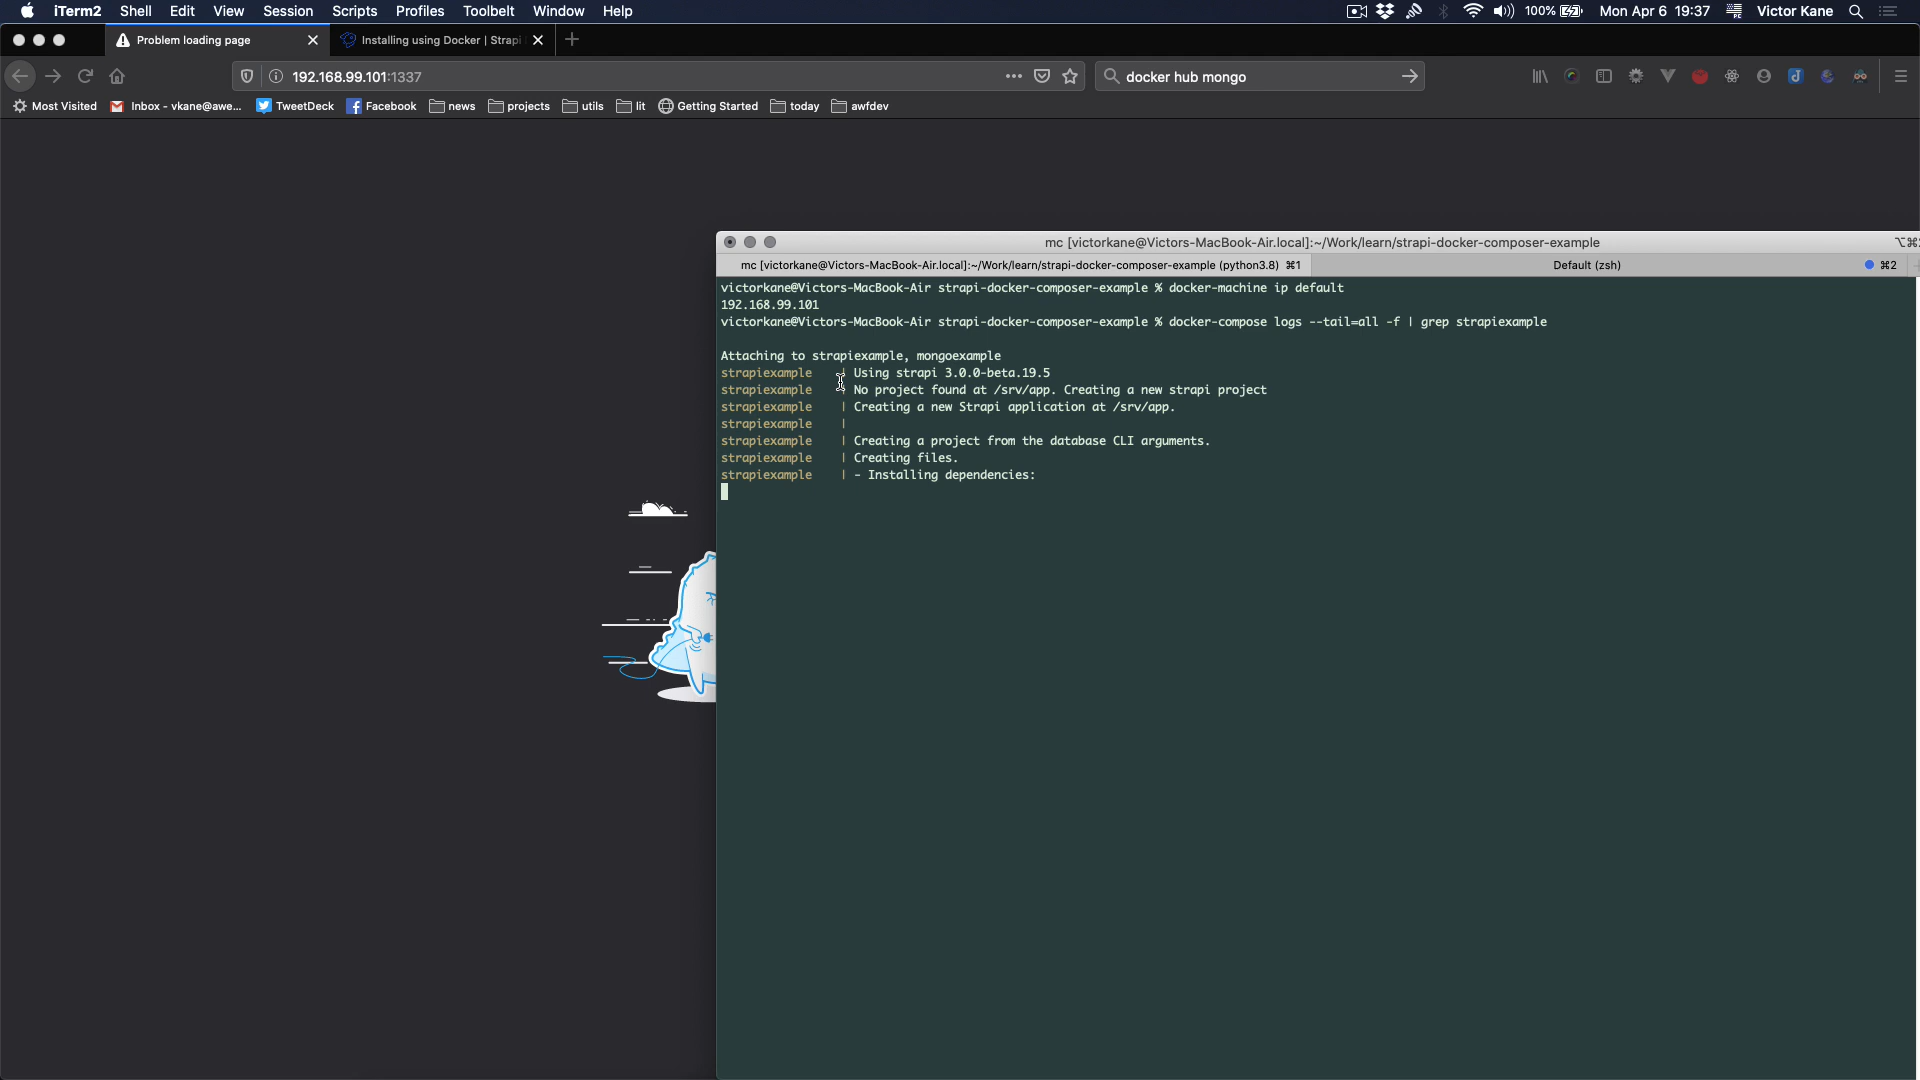 iTerm2 Shell Edit View Session Scripts Profiles Toolbelt Window Help 100% Mon Apr 6 19:37 Victor Kane
Problem loading page Installing using Docker | Strapi
192.168.99.101:1337 docker hub mongo
Most Visited Inbox - vkane@awe... TweetDeck Facebook news projects utils lit Getting Started today awfdev
mc [victorkane@Victors-MacBook-Air.local]:~/Work/learn/strapi-docker-composer-example
mc [victorkane@Victors-MacBook-Air.local]:~/Work/learn/strapi-docker-composer-example (python3.8) ⌘1 Default (zsh) ⌘2
victorkane@Victors-MacBook-Air strapi-docker-composer-example % docker-machine ip default
192.168.99.101
victorkane@Victors-MacBook-Air strapi-docker-composer-example % docker-compose logs --tail=all -f | grep strapiexample
Attaching to strapiexample, mongoexample
strapiexample | Using strapi 3.0.0-beta.19.5
strapiexample | No project found at /srv/app. Creating a new strapi project
strapiexample | Creating a new Strapi application at /srv/app.
strapiexample |
strapiexample | Creating a project from the database CLI arguments.
strapiexample | Creating files.
strapiexample | - Installing dependencies: